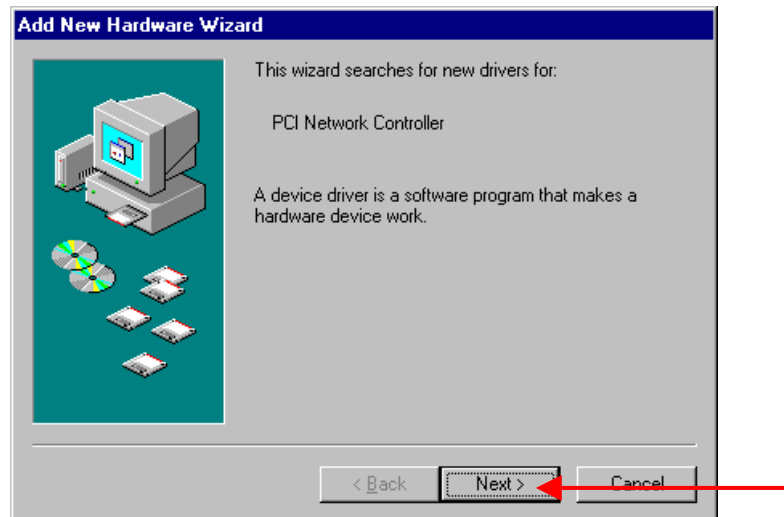 Add New Hardware Wizard
This wizard searches for new drivers for:
PCI Network Controller
A device driver is a software program that makes a
hardware device work.
< Back
Next >
Cancel